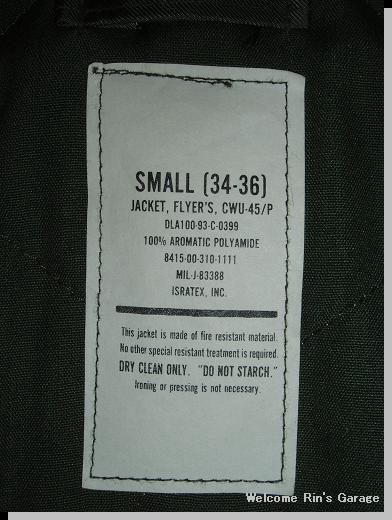 SMALL (34-36)
JACKET, FLYER'S, CWU-45/P
DLA100-93-C-0399
100% AROMATIC POLYAMIDE
8415-00-310-1111
MIL-J-83388
ISRATEX, INC.
This jacket is made of fire resistant material.
No other special resistant treatment is required.
DRY CLEAN ONLY. "DO NOT STARCH."
Ironing or pressing is not necessary.
Welcome Rin's Garage